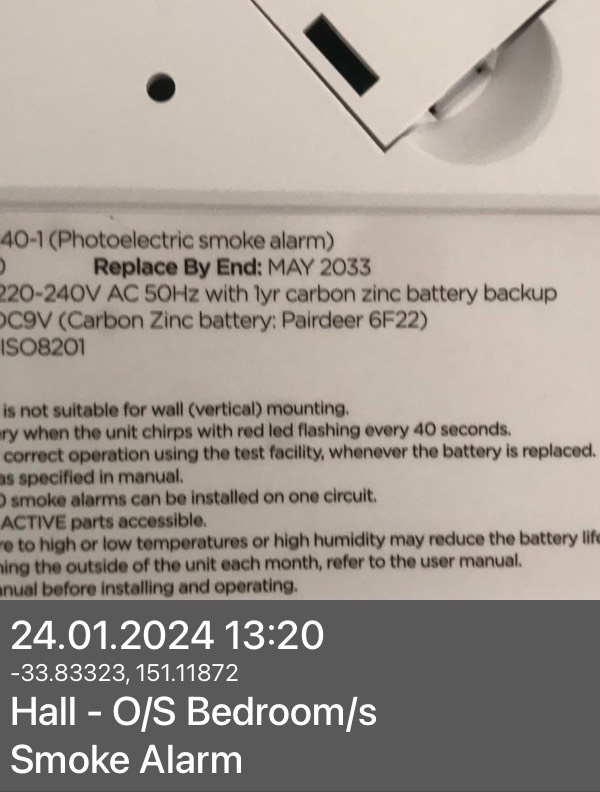 40-1 (Photoelectric smoke alarm)
Replace By End: MAY 2033
220-240V AC 50Hz with 1yr carbon zinc battery backup
DC9V (Carbon Zinc battery: Pairdeer 6F22)
ISO8201
is not suitable for wall (vertical) mounting.
ry when the unit chirps with red led flashing every 40 seconds.
correct operation using the test facility, whenever the battery is replaced.
as specified in manual.
smoke alarms can be installed on one circuit.
ACTIVE parts accessible.
re to high or low temperatures or high humidity may reduce the battery life
ning the outside of the unit each month, refer to the user manual.
anual before installing and operating.
24.01.2024 13:20
-33.83323, 151.11872
Hall - O/S Bedroom/s
Smoke Alarm